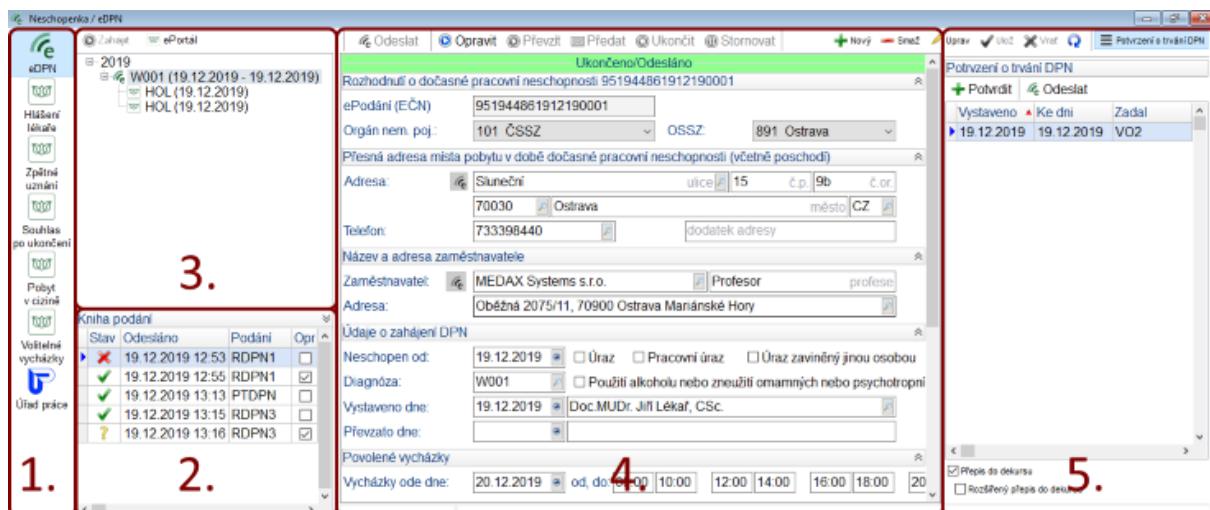 Neschopenka / eDPN
eDPN
Hlášení
lékaře
Zpětné
uznání
Souhlas
po ukončení
Pobyt
v cizině
Volitelné
vycházky
Úřad práce
1.
Zahájit ePortál
2019
W001 (19.12.2019 - 19.12.2019)
HOL (19.12.2019)
HOL (19.12.2019)
3.
Kniha podání
Stav Odesláno Podání Opr
19.12.2019 12:53 RDPN1
19.12.2019 12:55 RDPN1
19.12.2019 13:13 PTDPN
19.12.2019 13:15 RDPN3
? 19.12.2019 13:16 RDPN3
2.
Odeslat Opravit Převzít Předat Ukončit Stornovat Nový Smaž Uprav Ulož Vrať
Ukončeno/Odesláno
Rozhodnutí o dočasné pracovní neschopnosti 951944861912190001
ePodání (EČN) 951944861912190001
Orgán nem. poj.: 101 ČSSZ OSSZ: 891 Ostrava
Přesná adresa místa pobytu v době dočasné pracovní neschopnosti (včetně poschodí)
Adresa: Sluneční ulice 15 č.p. 9b č.or.
70030 Ostrava město CZ
Telefon: 733398440 dodatek adresy
Název a adresa zaměstnavatele
Zaměstnavatel: MEDAX Systems s.r.o. Profesor profese
Adresa: Oběžná 2075/11, 70900 Ostrava Mariánské Hory
Údaje o zahájení DPN
Neschopen od: 19.12.2019 Úraz Pracovní úraz Úraz zaviněný jinou osobou
Diagnóza: W001 Použití alkoholu nebo zneužití omamných nebo psychotropní
Vystaveno dne: 19.12.2019 Doc.MUDr. Jiří Lékař, CSc.
Převzato dne:
Povolené vycházky
Vycházky ode dne: 20.12.2019 od, do: 10:00 12:00 14:00 16:00 18:00 20
4.
Potvrzení o trvání DPN
Potvrzení o trvání DPN
Potvrdit Odeslat
Vystaveno Ke dni Zadal
19.12.2019 19.12.2019 VO2
Přepis do dekursu
Rozšířený přepis do dekursu
5.